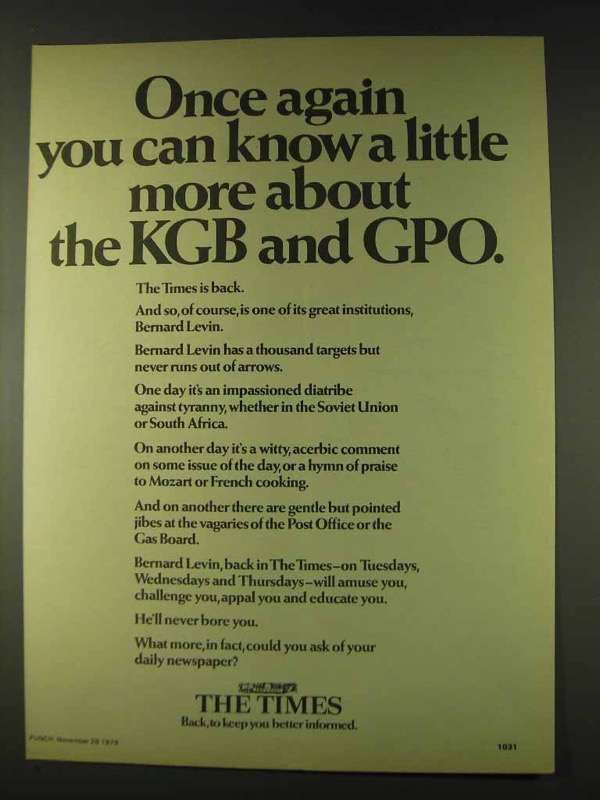 Once again
you can know a little
more about
the KGB and GPO.
The Times is back.
And so, of course, is one of its great institutions,
Bernard Levin.
Bernard Levin has a thousand targets but
never runs out of arrows.
One day it's an impassioned diatribe
against tyranny, whether in the Soviet Union
or South Africa.
On another day it's a witty, acerbic comment
on some issue of the day, or a hymn of praise
to Mozart or French cooking.
And on another there are gentle but pointed
jibes at the vagaries of the Post Office or the
Gas Board.
Bernard Levin, back in The Times–on Tuesdays,
Wednesdays and Thursdays–will amuse you,
challenge you, appal you and educate you.
He'll never bore you.
What more, in fact, could you ask of your
daily newspaper?
THE TIMES
Back, to keep you better informed.
PUNCH November 28 1979
1031